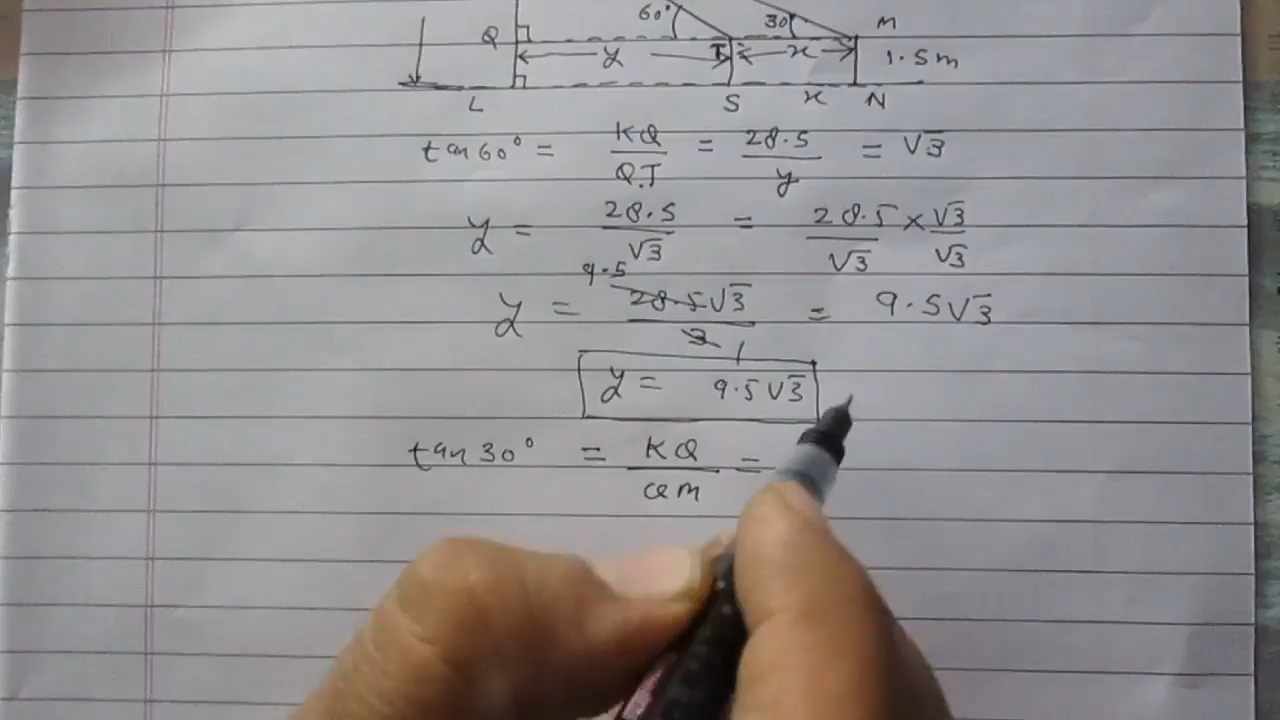 60° 30 M
Q y T x 1.5m
L S x N
tan 60° = KQ/QT = 28.5/y = √3
y = 28.5/√3 = 28.5/√3 × √3/√3
9.5
y = 28.5√3/3 1 = 9.5√3
y = 9.5√3
tan 30° = KQ/QM =